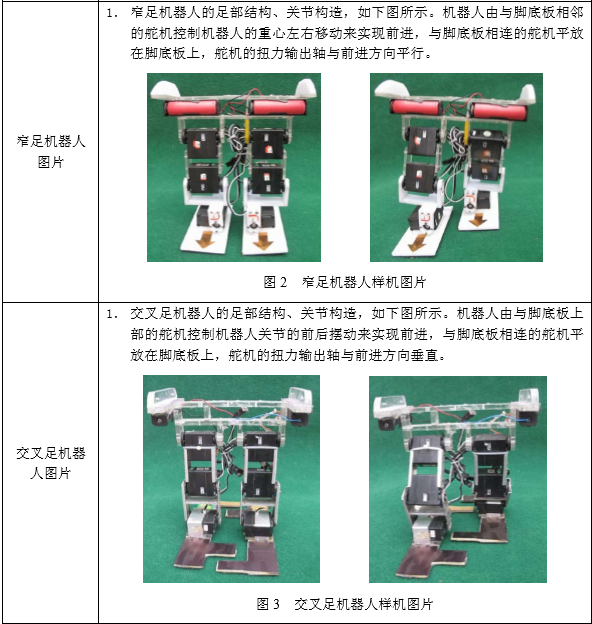 窄足机器人
图片
1. 窄足机器人的足部结构、关节构造，如下图所示。机器人由与脚底板相邻
的舵机控制机器人的重心左右移动来实现前进，与脚底板相连的舵机平放
在脚底板上，舵机的扭力输出轴与前进方向平行。
图 2 窄足机器人样机图片
交叉足机器
人图片
1. 交叉足机器人的足部结构、关节构造，如下图所示。机器人由与脚底板上
部的舵机控制机器人关节的前后摆动来实现前进，与脚底板相连的舵机平
放在脚底板上，舵机的扭力输出轴与前进方向垂直。
图 3 交叉足机器人样机图片